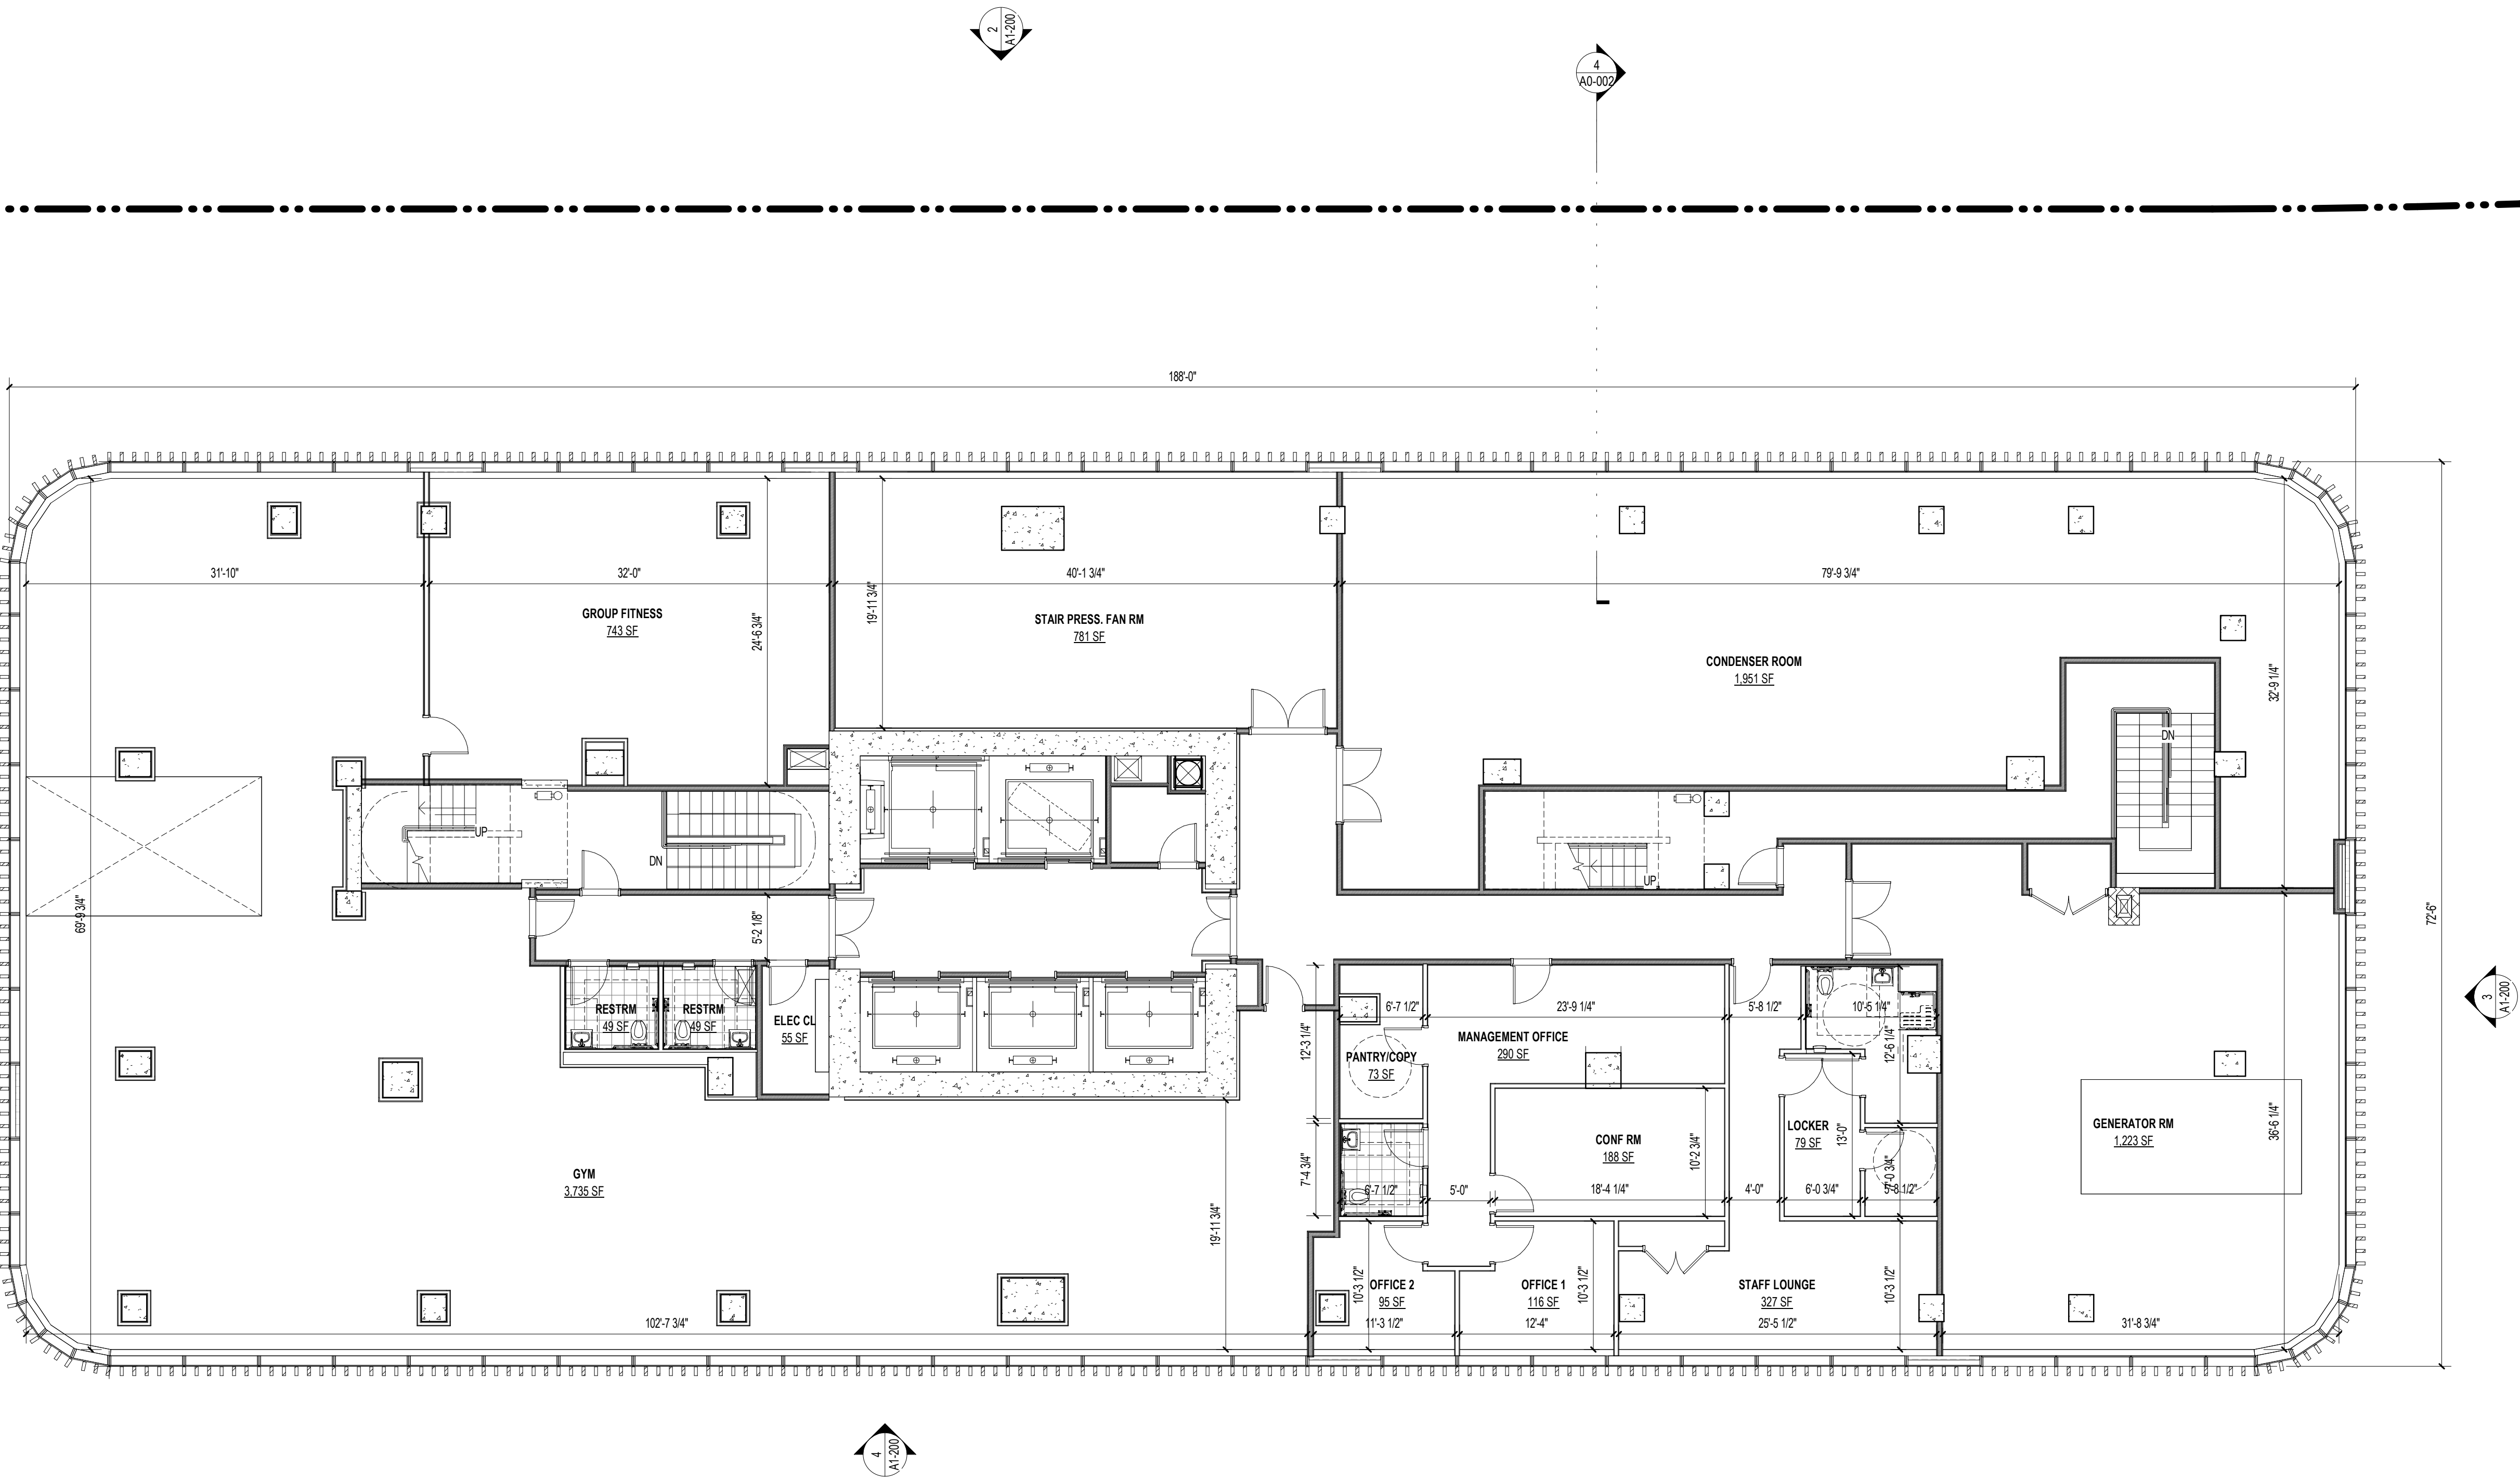 2
A1-200
4
A0-002
188'-0"
31'-10"
32'-0"
40'-1 3/4"
79'-9 3/4"
GROUP FITNESS
743 SF
24'-6 3/4"
19'-11 3/4"
STAIR PRESS. FAN RM
781 SF
CONDENSER ROOM
1,951 SF
32'-9 1/4"
DN
UP
DN
UP
69'-9 3/4"
5'-2 1/8"
72'-6"
3
A1-200
RESTRM
49 SF
RESTRM
49 SF
ELEC CL
55 SF
6'-7 1/2"
23'-9 1/4"
5'-8 1/2"
10'-5 1/4"
12'-3 1/4"
MANAGEMENT OFFICE
290 SF
PANTRY/COPY
73 SF
12'-6 1/4"
GYM
3,735 SF
CONF RM
188 SF
10'-2 3/4"
LOCKER
79 SF
13'-0"
GENERATOR RM
1,223 SF
36'-6 1/4"
7'-4 3/4"
6'-7 1/2"
5'-0"
18'-4 1/4"
4'-0"
6'-0 3/4"
5'-8 1/2"
19'-11 3/4"
OFFICE 2
95 SF
10'-3 1/2"
OFFICE 1
116 SF
10'-3 1/2"
STAFF LOUNGE
327 SF
10'-3 1/2"
102'-7 3/4"
11'-3 1/2"
12'-4"
25'-5 1/2"
31'-8 3/4"
4
A1-200